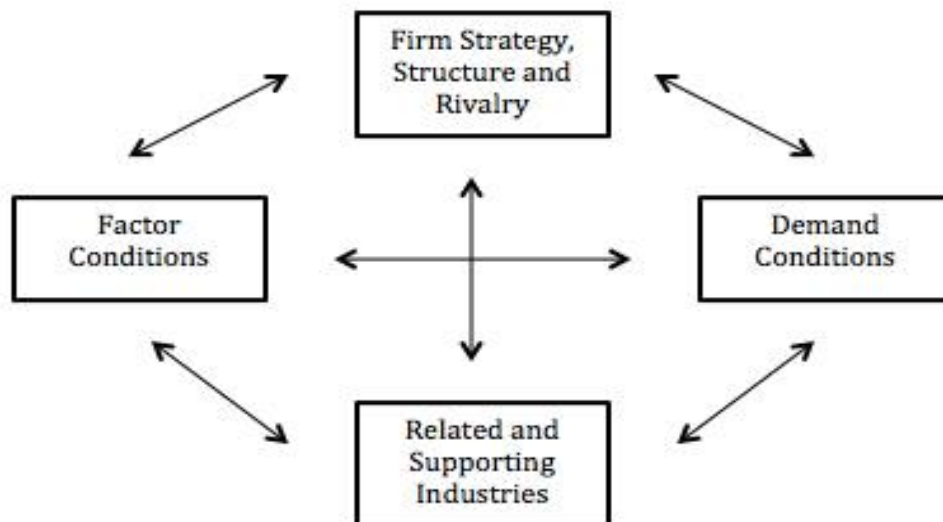 Firm Strategy,
Structure and
Rivalry
Factor
Conditions
Demand
Conditions
Related and
Supporting
Industries